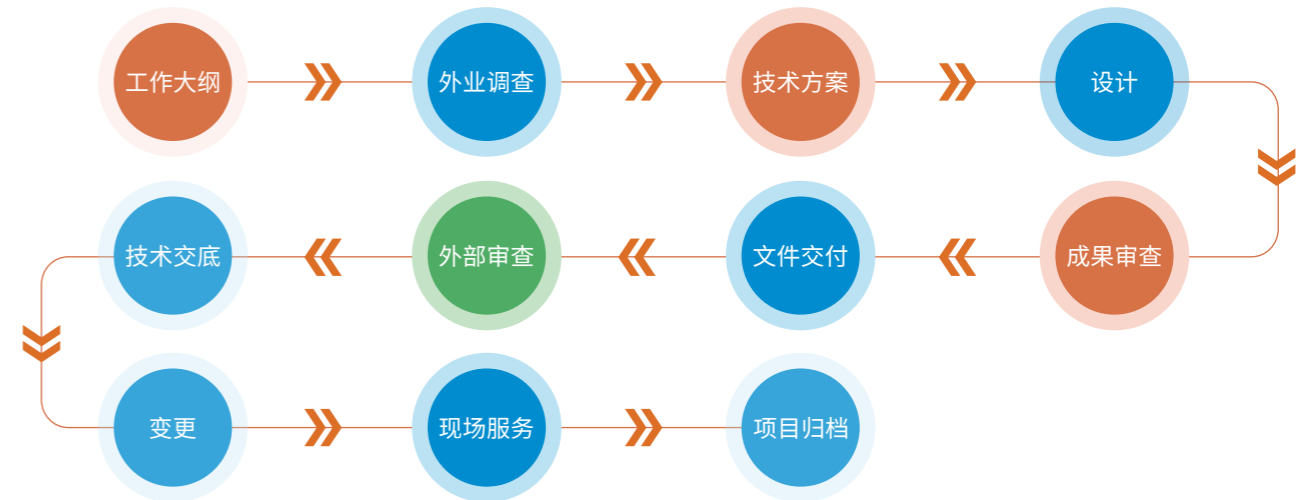 工作大纲
外业调查
技术方案
设计
成果审查
文件交付
外部审查
技术交底
变更
现场服务
项目归档